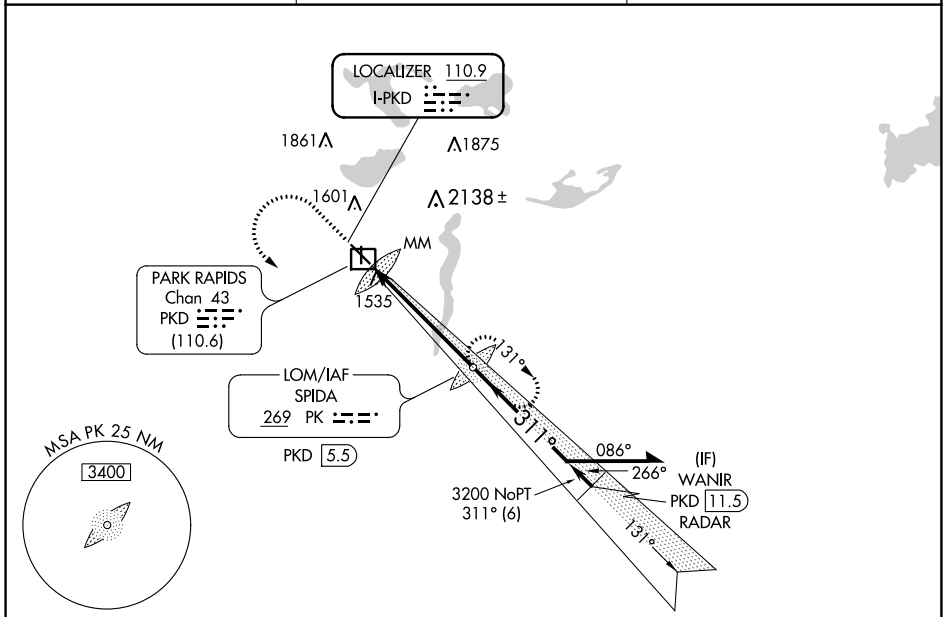 LOCALIZER 110.9
I-PKD
1861
1875
1601
2138 ±
MM
PARK RAPIDS
Chan 43
PKD
(110.6)
1535
LOM/IAF
SPIDA
269 PK
PKD 5.5
131°
311°
086°
266°
(IF)
WANIR
PKD 11.5
RADAR
3200 NoPT
311° (6)
131°
MSA PK 25 NM
3400